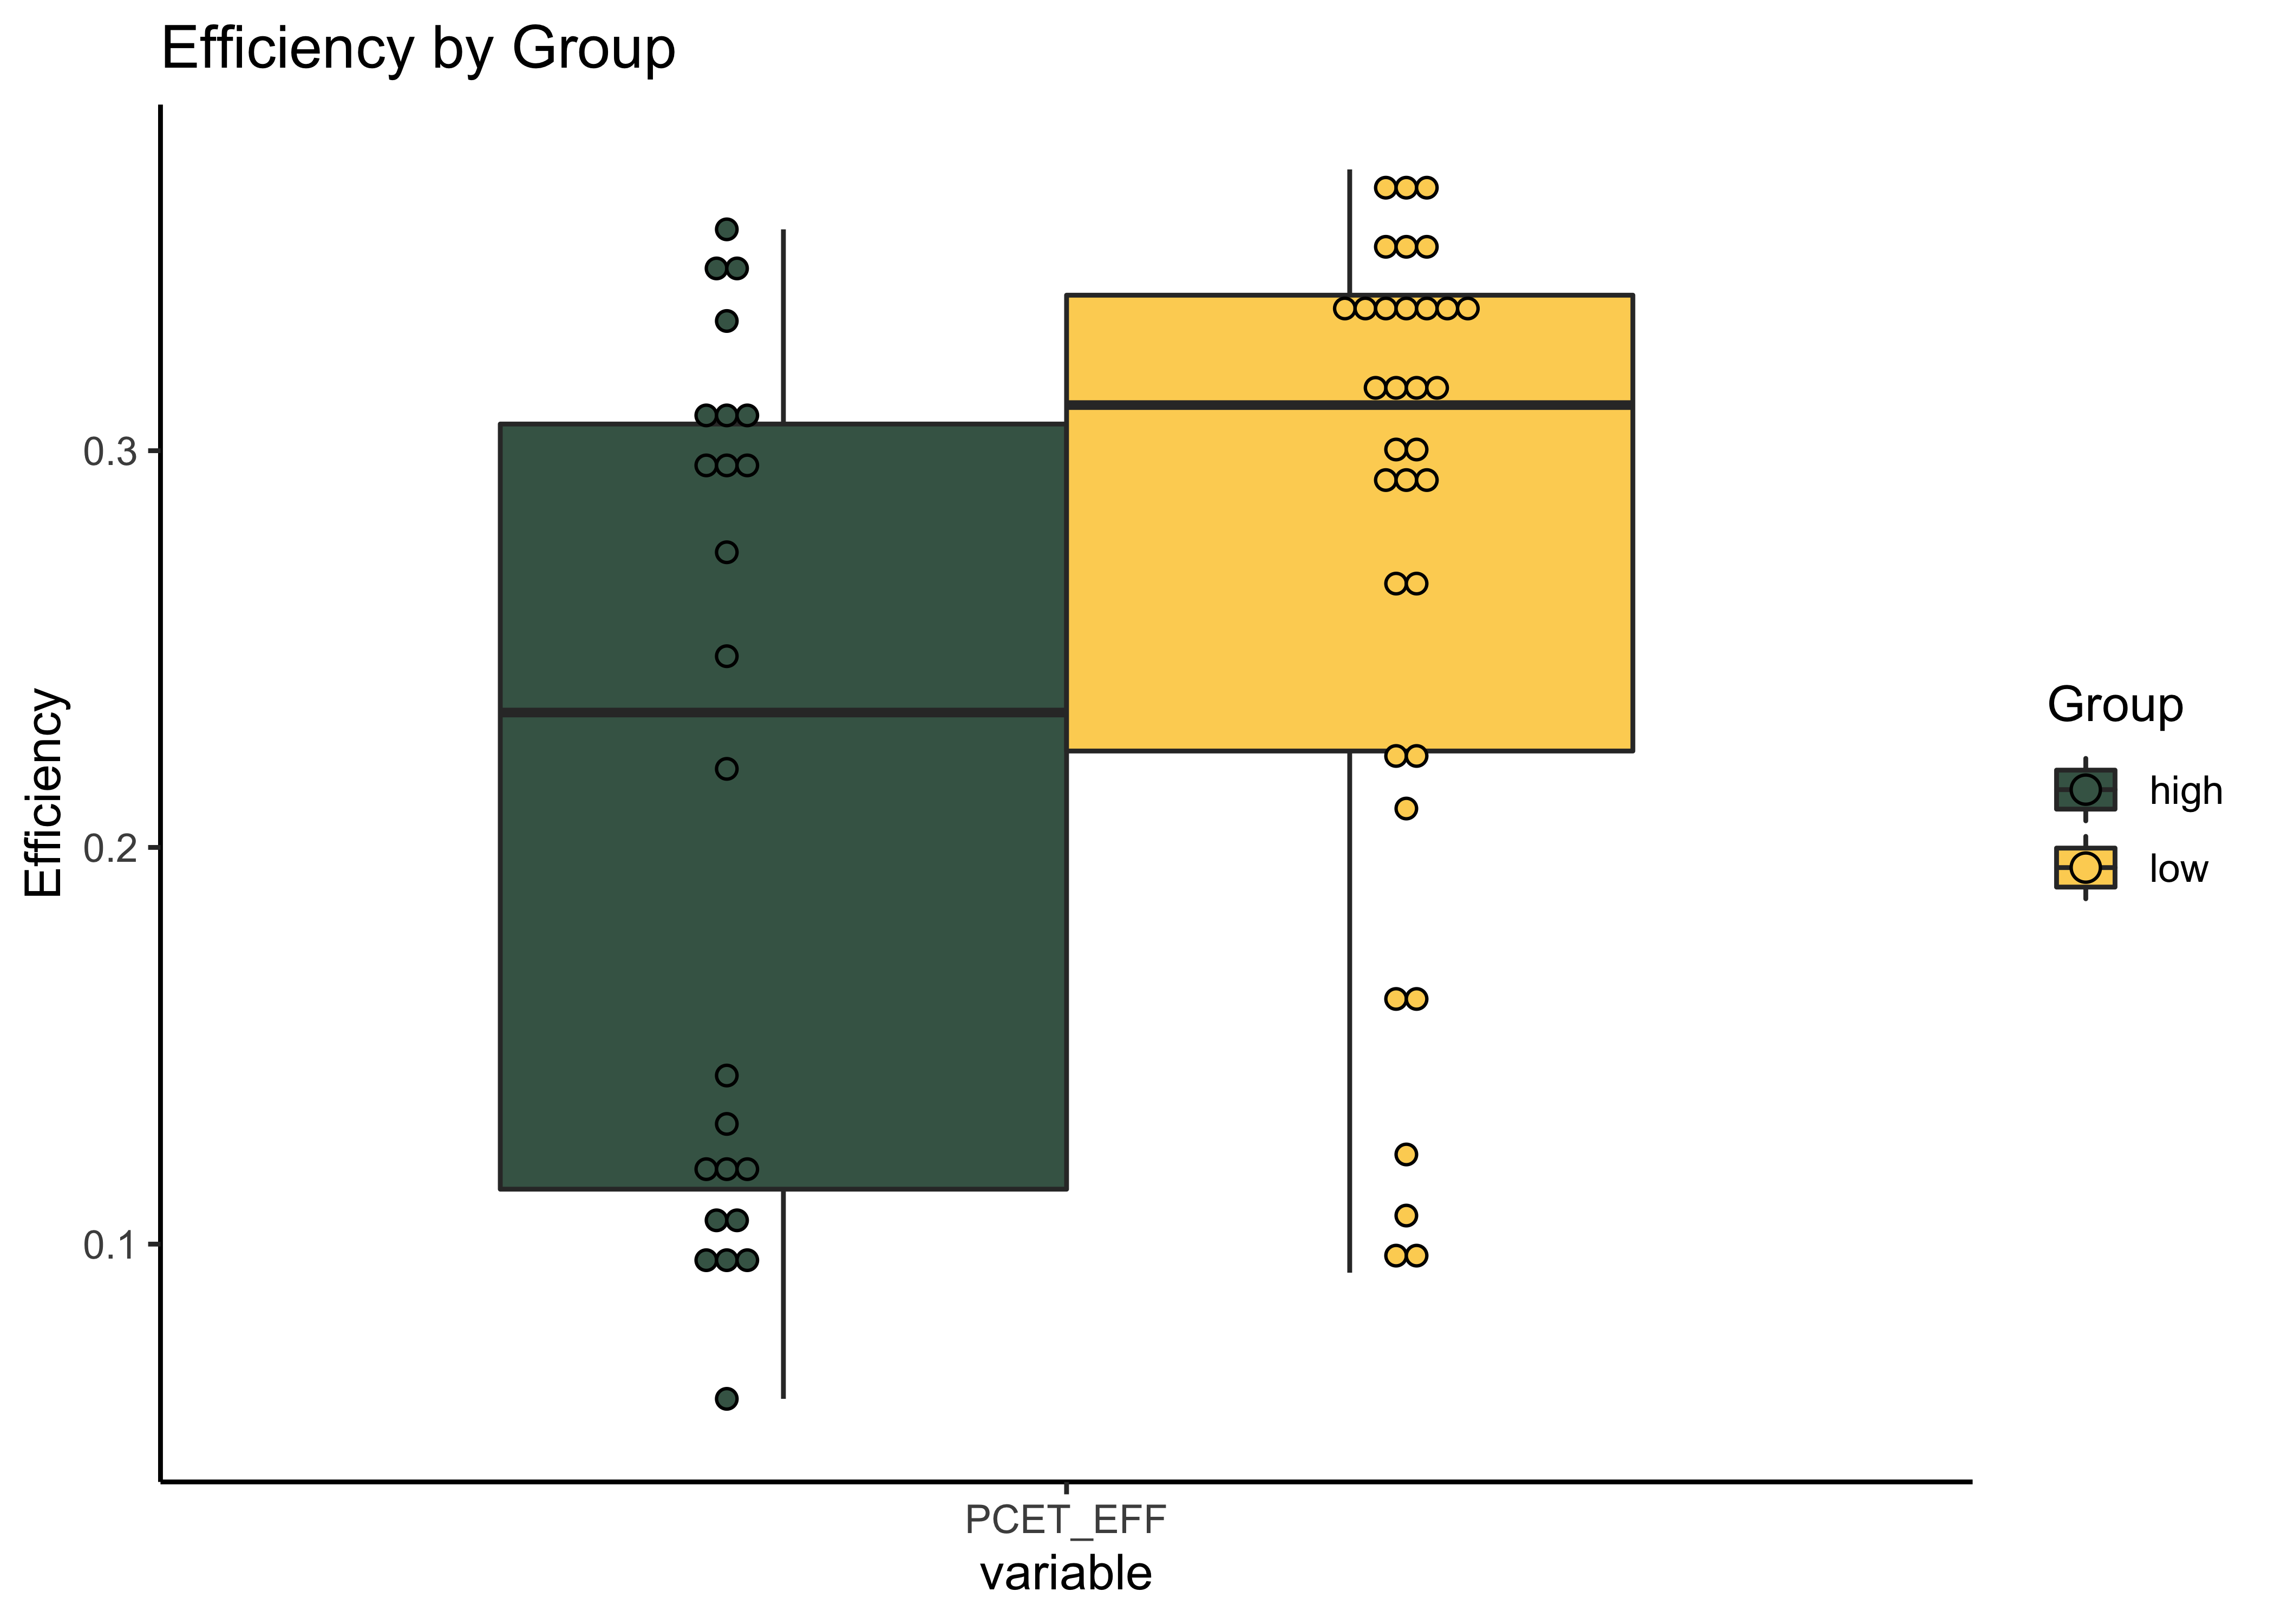 Efficiency by Group
Efficiency
0.3
0.2
0.1
PCET_EFF
variable
Group
high
low